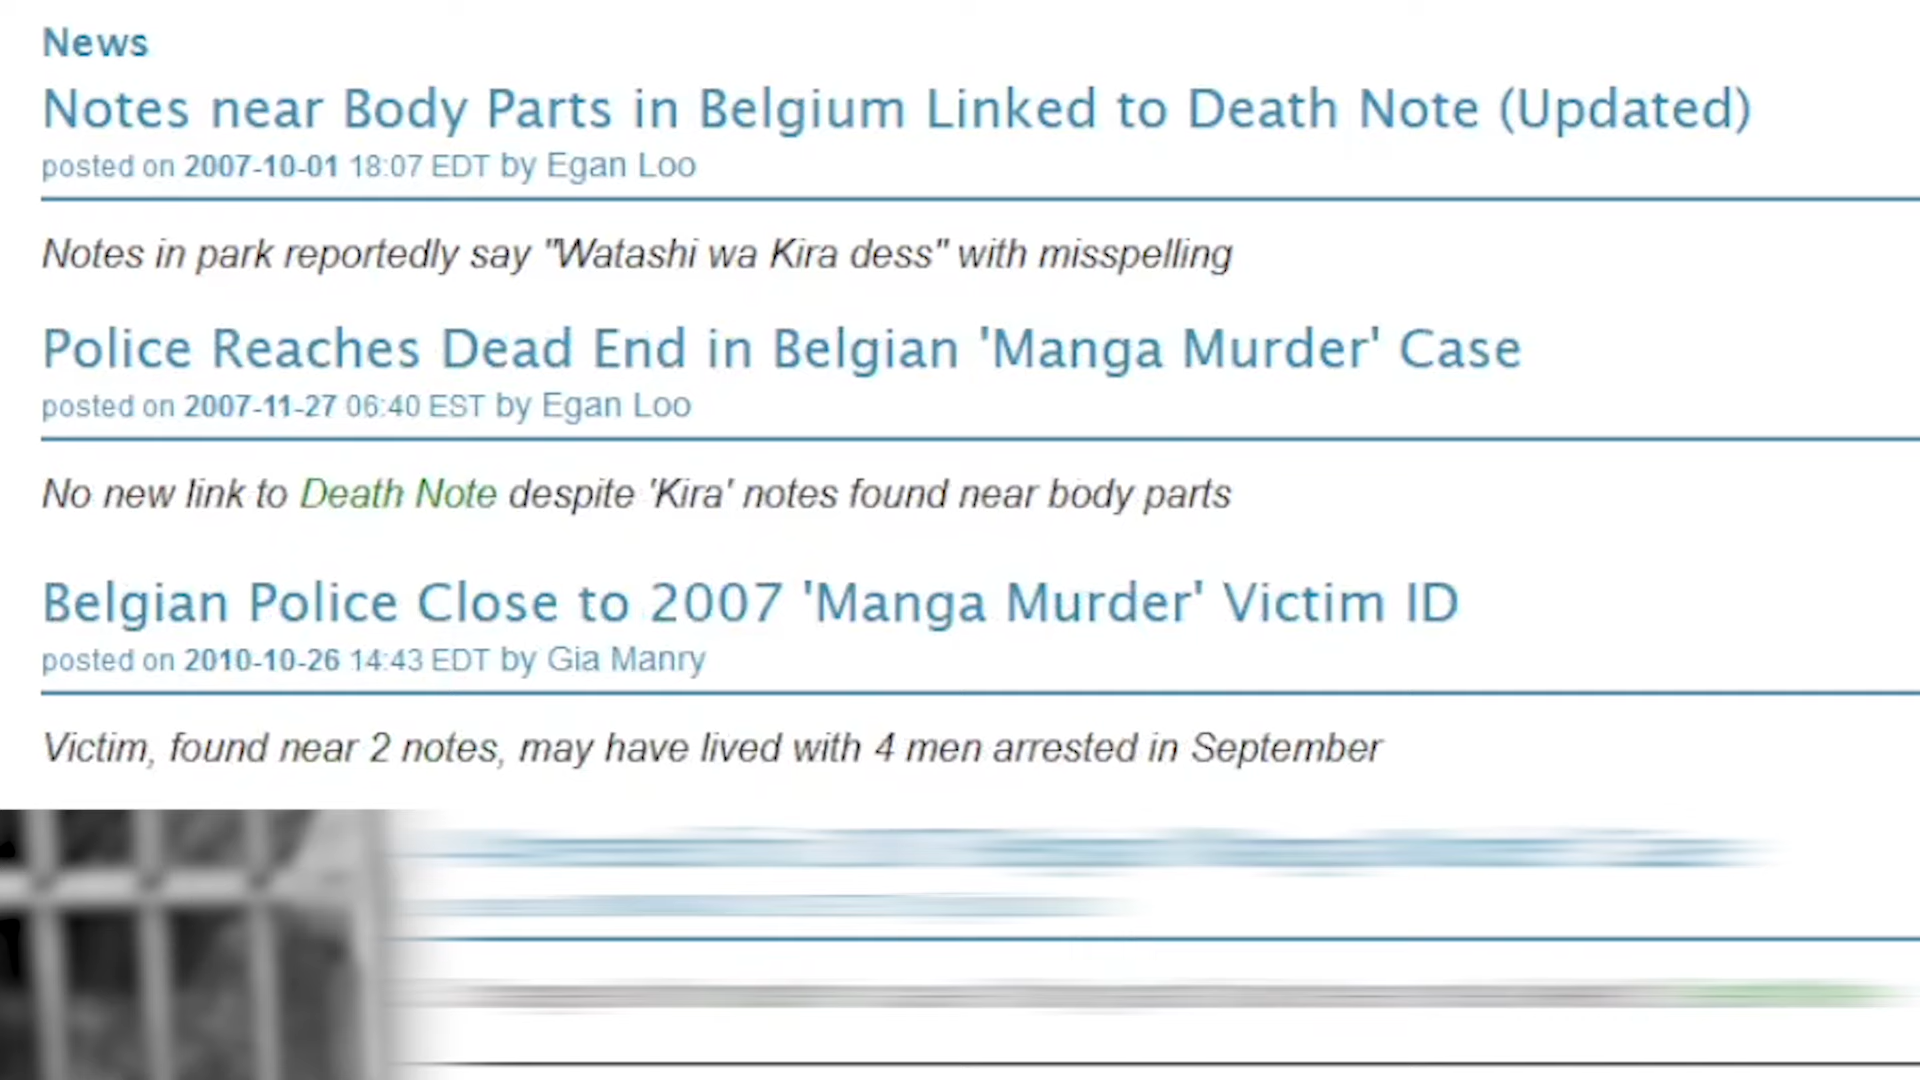 News
Notes near Body Parts in Belgium Linked to Death Note (Updated)
posted on 2007-10-01 18:07 EDT by Egan Loo
Notes in park reportedly say "Watashi wa Kira dess" with misspelling
Police Reaches Dead End in Belgian 'Manga Murder' Case
posted on 2007-11-27 06:40 EST by Egan Loo
No new link to Death Note despite 'Kira' notes found near body parts
Belgian Police Close to 2007 'Manga Murder' Victim ID
posted on 2010-10-26 14:43 EDT by Gia Manry
Victim, found near 2 notes, may have lived with 4 men arrested in September